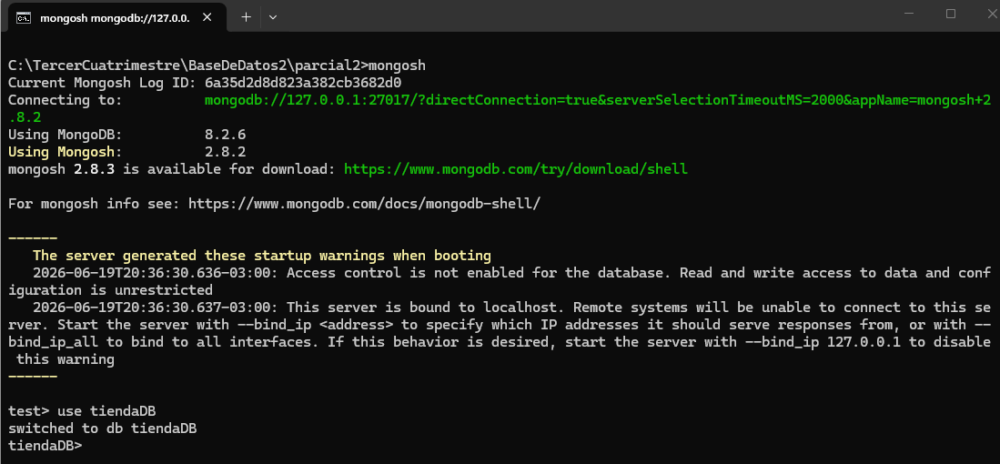 mongosh mongodb://127.0.0.
C:\TercerCuatrimestre\BaseDeDatos2\parcial2>mongosh
Current Mongosh Log ID: 6a35d2d8d823a382cb3682d0
Connecting to:          mongodb://127.0.0.1:27017/?directConnection=true&serverSelectionTimeoutMS=2000&appName=mongosh+2
.8.2
Using MongoDB:          8.2.6
Using Mongosh:          2.8.2
mongosh 2.8.3 is available for download: https://www.mongodb.com/try/download/shell
For mongosh info see: https://www.mongodb.com/docs/mongodb-shell/
------
   The server generated these startup warnings when booting
   2026-06-19T20:36:30.636-03:00: Access control is not enabled for the database. Read and write access to data and conf
iguration is unrestricted
   2026-06-19T20:36:30.637-03:00: This server is bound to localhost. Remote systems will be unable to connect to this se
rver. Start the server with --bind_ip <address> to specify which IP addresses it should serve responses from, or with --
bind_ip_all to bind to all interfaces. If this behavior is desired, start the server with --bind_ip 127.0.0.1 to disable
 this warning
------
test> use tiendaDB
switched to db tiendaDB
tiendaDB>